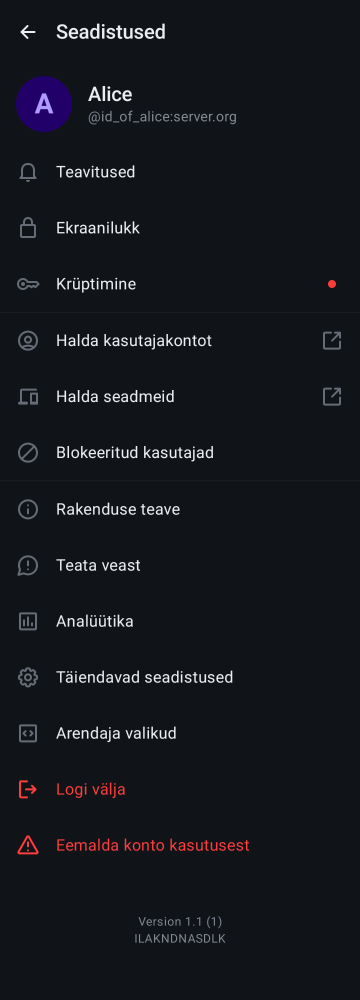 Seadistused
A
Alice
@id_of_alice:server.org
Teavitused
Ekraanilukk
Krüptimine
Halda kasutajakontot
Halda seadmeid
Blokeeritud kasutajad
Rakenduse teave
Teata veast
Analüütika
Täiendavad seadistused
Arendaja valikud
Logi välja
Eemalda konto kasutusest
Version 1.1 (1)
ILAKNDNASDLK